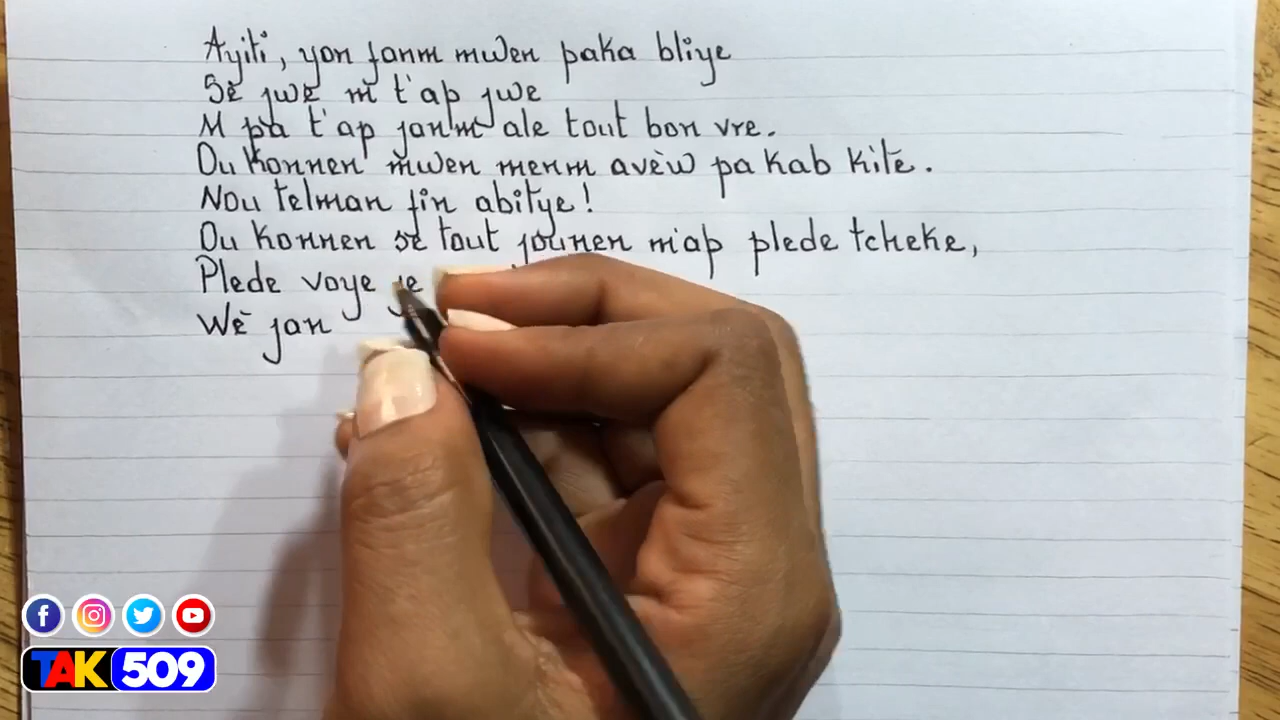 Ayiti, yon fanm mwen paka bliye
Sè jwe m t'ap jwe
M pa t'ap janm ale tout bon vre.
Ou konnen mwen menm avèw pa kab kite.
Nou telman fin abitye!
Ou konnen se tout jounen m'ap plede tcheke,
Plede voye je
Wè jan
TAK 509